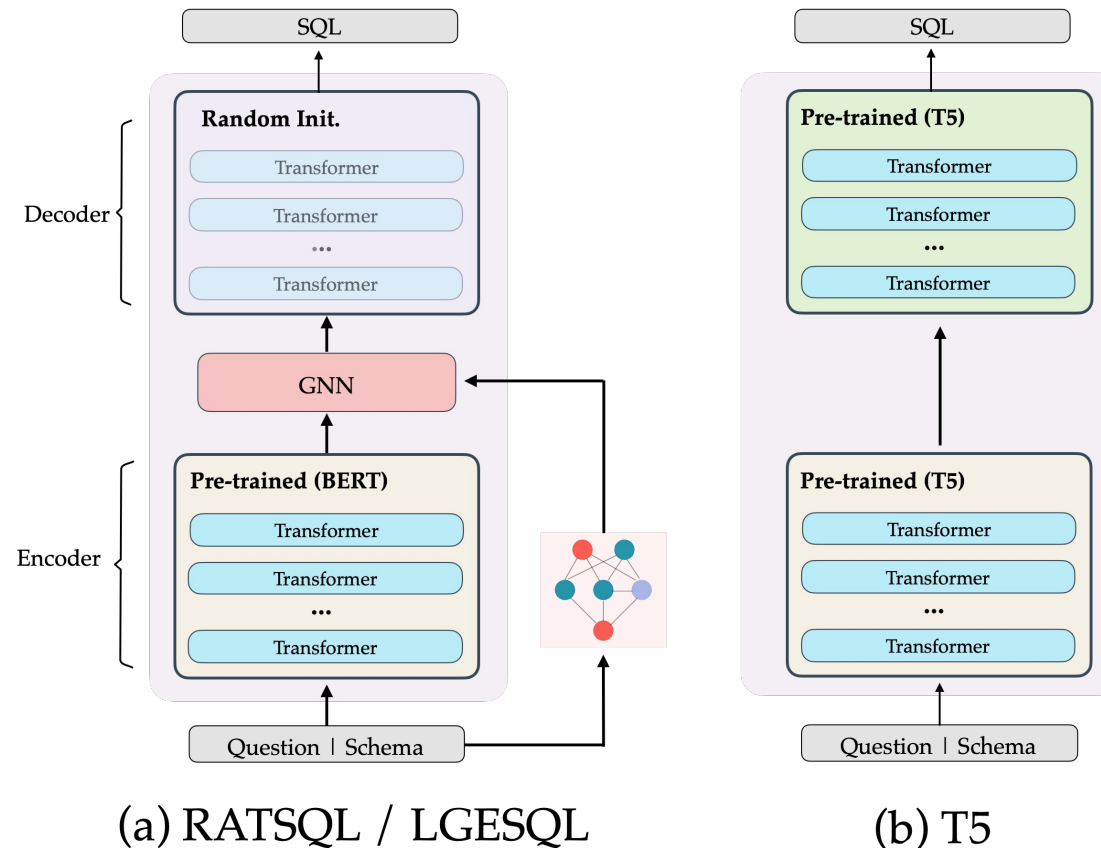 SQL
Random Init.
Transformer
Transformer
...
Transformer
Decoder
GNN
Pre-trained (BERT)
Transformer
Transformer
...
Transformer
Encoder
Question | Schema
(a) RATSQL / LGESQL
SQL
Pre-trained (T5)
Transformer
Transformer
...
Transformer
Pre-trained (T5)
Transformer
Transformer
...
Transformer
Question | Schema
(b) T5